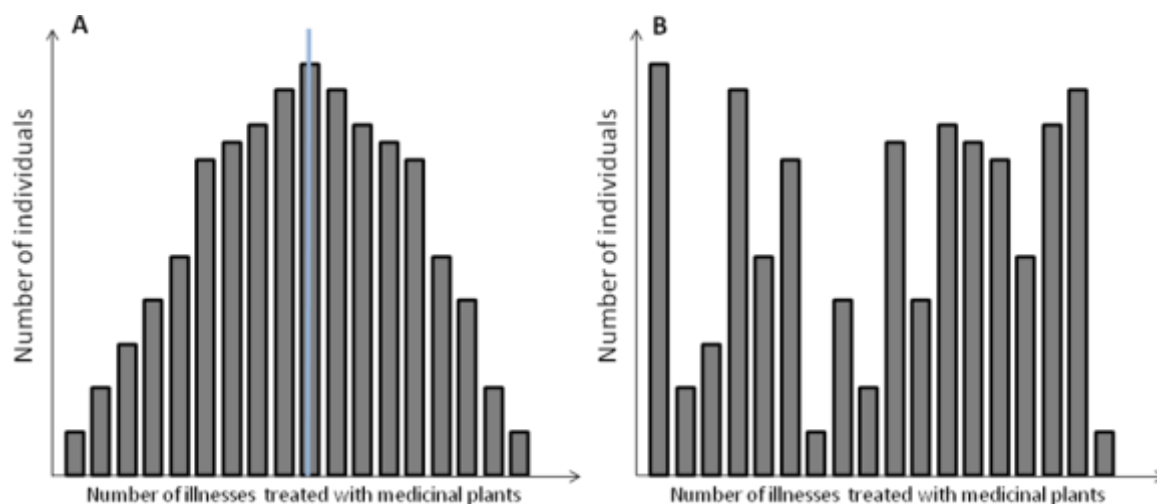 A
Number of individuals
Number of illnesses treated with medicinal plants
B
Number of individuals
Number of illnesses treated with medicinal plants